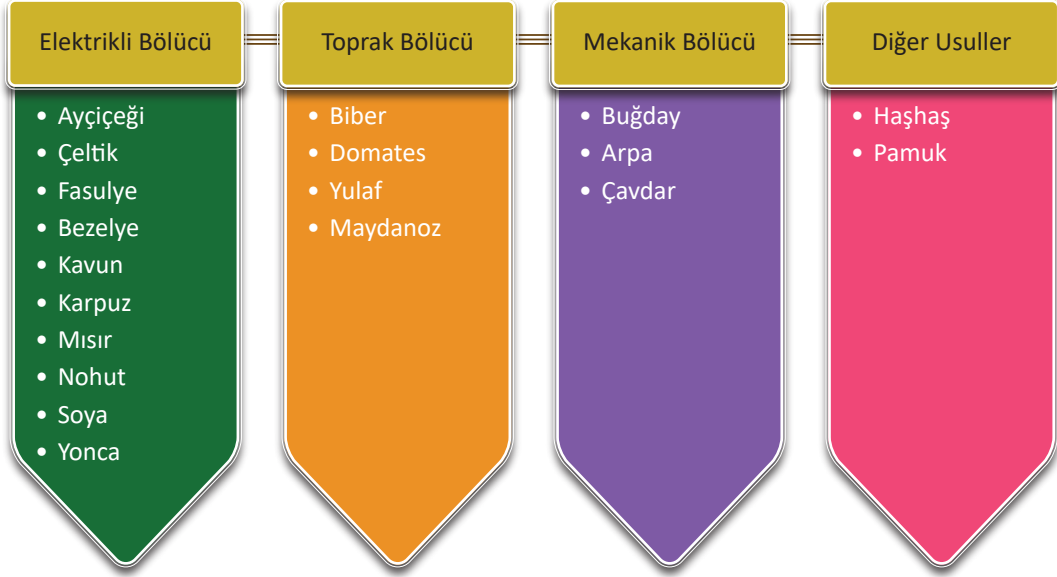 Elektrikli Bölücü
• Ayçiçeği
• Çeltik
• Fasulye
• Bezelye
• Kavun
• Karpuz
• Mısır
• Nohut
• Soya
• Yonca
Toprak Bölücü
• Biber
• Domates
• Yulaf
• Maydanoz
Mekanik Bölücü
• Buğday
• Arpa
• Çavdar
Diğer Usuller
• Haşhaş
• Pamuk